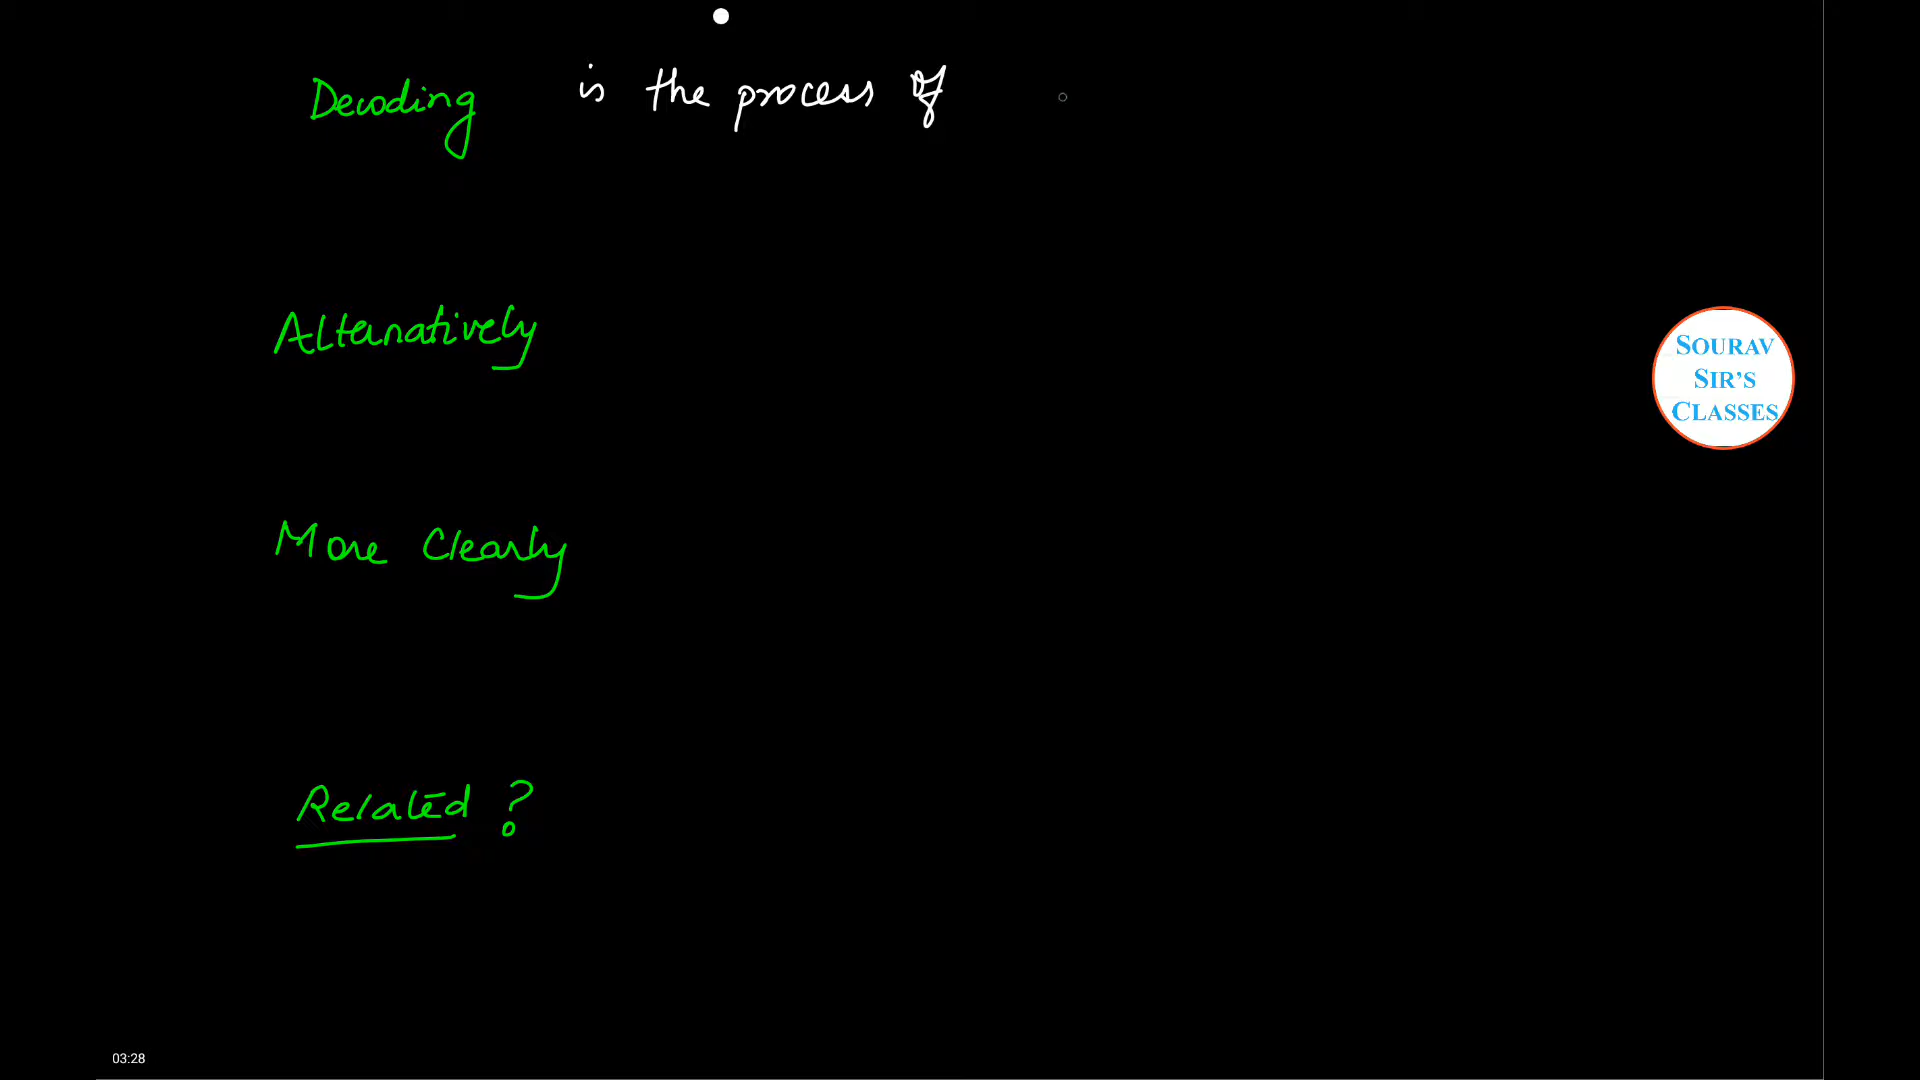 Decoding is the process of
Alternatively
SOURAV
SIR'S
CLASSES
More Clearly
Related ?
03:28